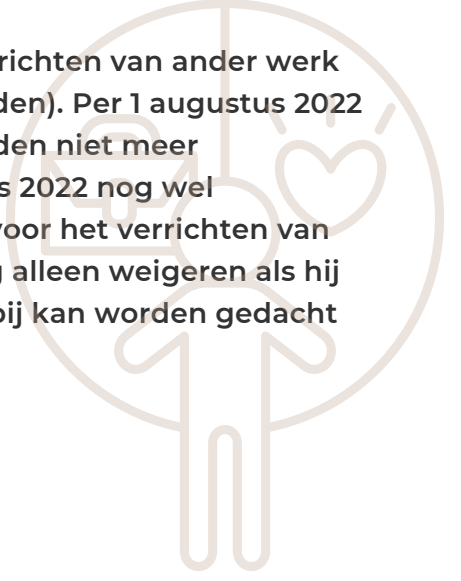 richten van ander werk
den). Per 1 augustus 2022
den niet meer
s 2022 nog wel
voor het verrichten van
g alleen weigeren als hij
bij kan worden gedacht